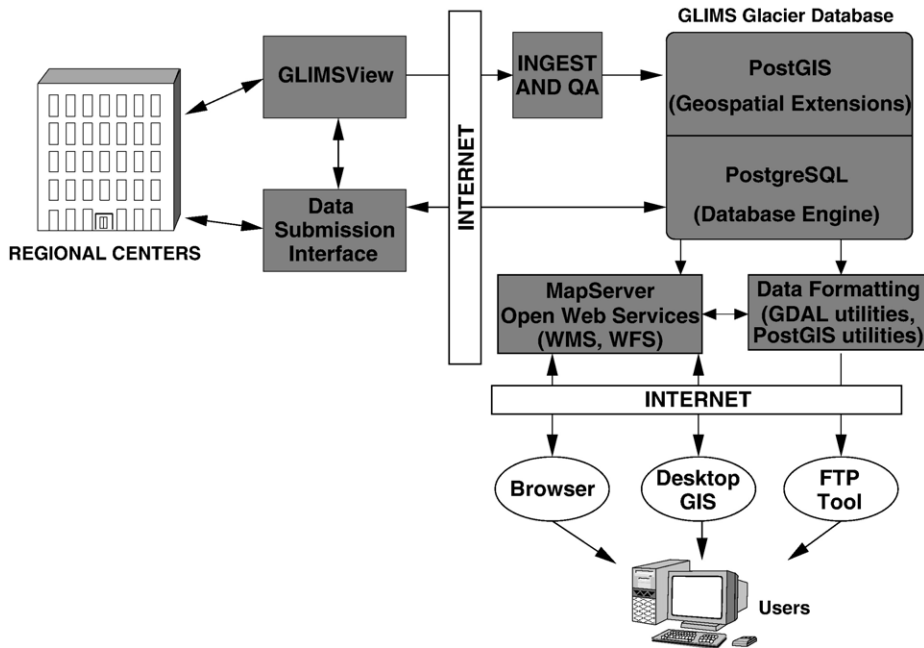 GLIMS Glacier Database
GLIMSView
INTERNET
INGEST
AND QA
PostGIS
(Geospatial Extensions)
PostgreSQL
(Database Engine)
Data
Submission
Interface
REGIONAL CENTERS
MapServer
Open Web Services
(WMS, WFS)
Data Formatting
(GDAL utilities,
PostGIS utilities)
INTERNET
Browser
Desktop
GIS
FTP
Tool
Users